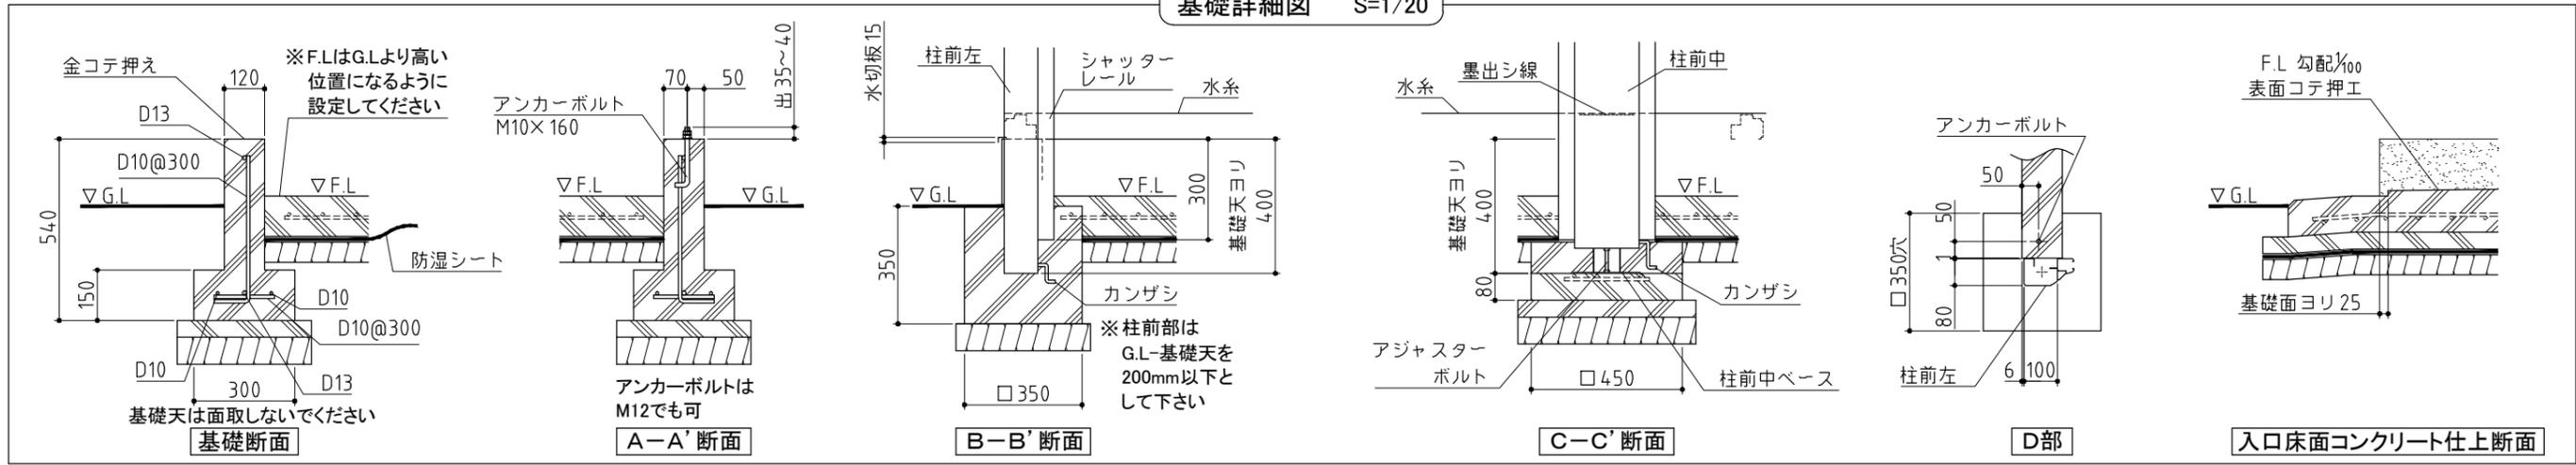 基礎詳細図 S=1/20
金コテ押え
120
※F.LはG.Lより高い
位置になるように
設定してください
D13
D10@300
▽F.L
▽G.L
540
150
防湿シート
D10
D10@300
D10
D13
300
基礎天は面取しないでください
基礎断面
70
50
出35~40
アンカーボルト
M10×160
▽F.L
▽G.L
アンカーボルトは
M12でも可
A-A'断面
水切板15
柱前左
シャッター
レール
水糸
▽G.L
▽F.L
300
基礎天ヨリ
400
350
カンザシ
□350
※柱前部は
G.L-基礎天を
200mm以下と
して下さい
B-B'断面
水糸
墨出シ線
柱前中
基礎天ヨリ
400
▽F.L
80
カンザシ
アジャスター
ボルト
□450
柱前中ベース
C-C'断面
アンカーボルト
50
50
1
80
□350穴
柱前左
6
100
D部
F.L 勾配1/100
表面コテ押エ
▽G.L
基礎面ヨリ25
入口床面コンクリート仕上断面